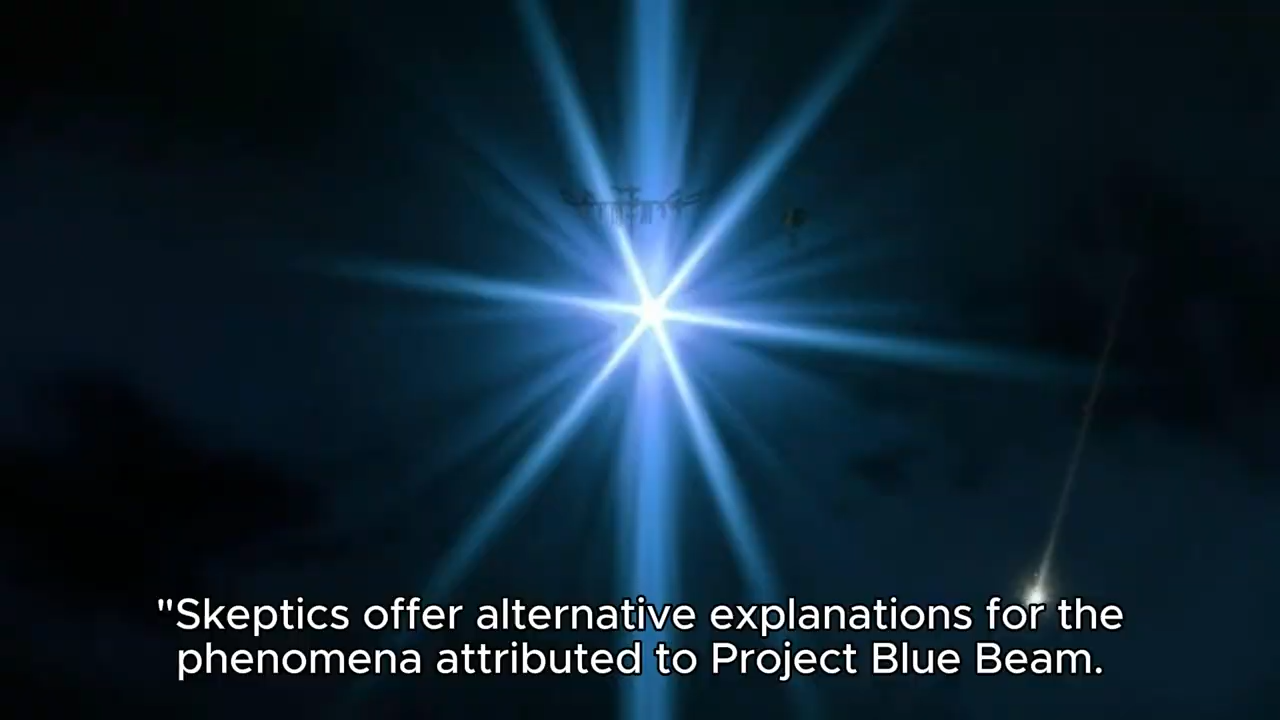 "Skeptics offer alternative explanations for the
phenomena attributed to Project Blue Beam.